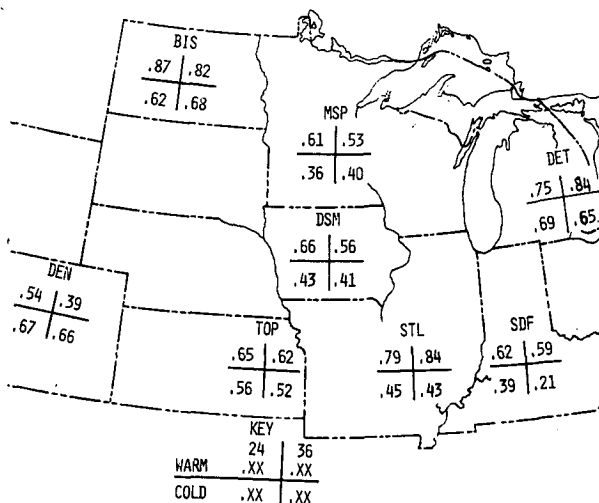 BIS
.87 .82
.62 .68
MSP
.61 .53
.36 .40
DET
.75 .84
.69 .65
DSM
.66 .56
.43 .41
DEN
.54 .39
.67 .66
TOP
.65 .62
.56 .52
STL
.79 .84
.45 .43
SDF
.62 .59
.39 .21
KEY
24 36
WARM .XX .XX
COLD .XX .XX